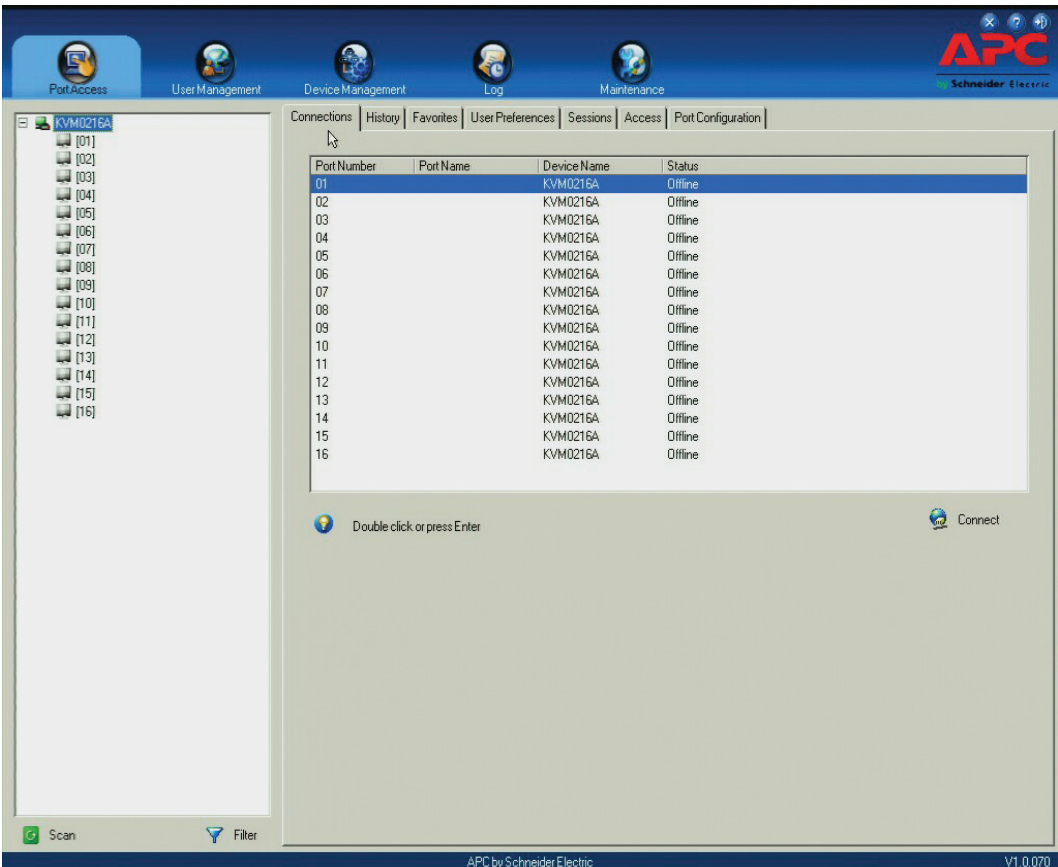 APC
by Schneider Electric
Port Access User Management Device Management Log Maintenance
Connections History Favorites User Preferences Sessions Access Port Configuration
KVM0216A
[01]
[02]
[03]
[04]
[05]
[06]
[07]
[08]
[09]
[10]
[11]
[12]
[13]
[14]
[15]
[16]
Port Number Port Name Device Name Status
01 KVM0216A Offline
02 KVM0216A Offline
03 KVM0216A Offline
04 KVM0216A Offline
05 KVM0216A Offline
06 KVM0216A Offline
07 KVM0216A Offline
08 KVM0216A Offline
09 KVM0216A Offline
10 KVM0216A Offline
11 KVM0216A Offline
12 KVM0216A Offline
13 KVM0216A Offline
14 KVM0216A Offline
15 KVM0216A Offline
16 KVM0216A Offline
Double click or press Enter
Connect
Scan Filter
APC by Schneider Electric V1.0.070